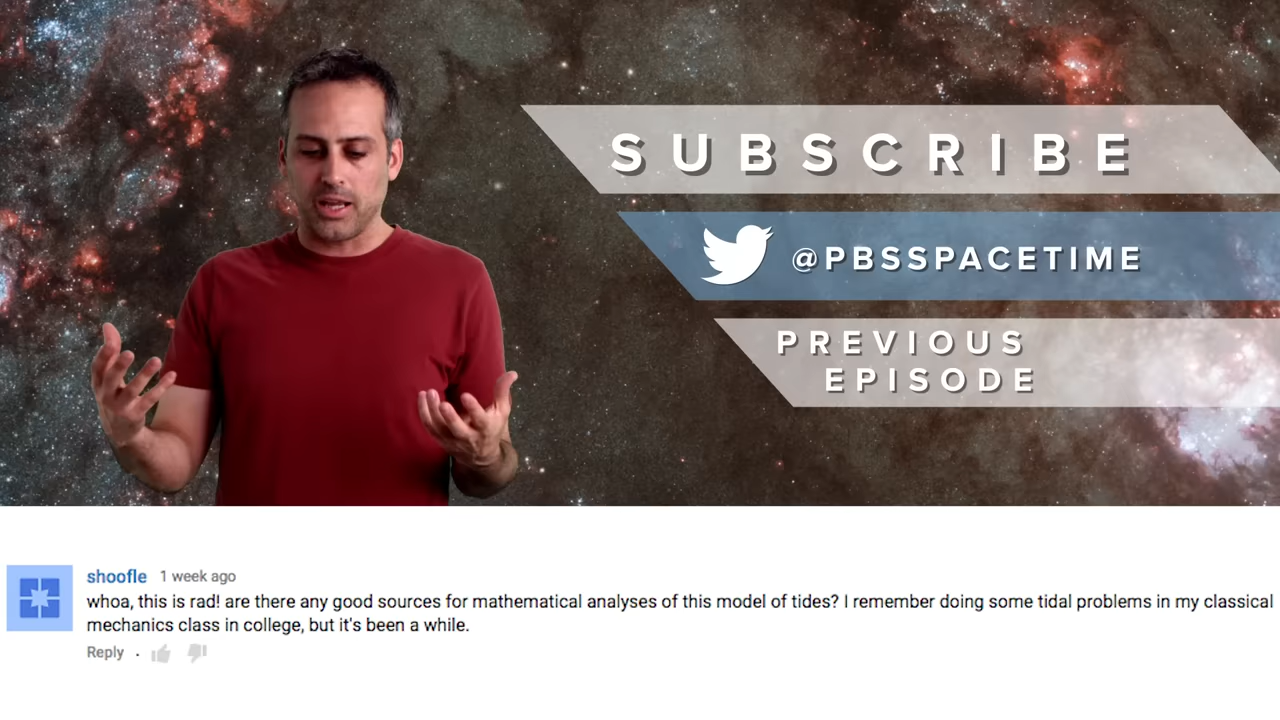 SUBSCRIBE
@PBSSPACETIME
PREVIOUS
EPISODE
shoofle 1 week ago
whoa, this is rad! are there any good sources for mathematical analyses of this model of tides? I remember doing some tidal problems in my classical
mechanics class in college, but it's been a while.
Reply